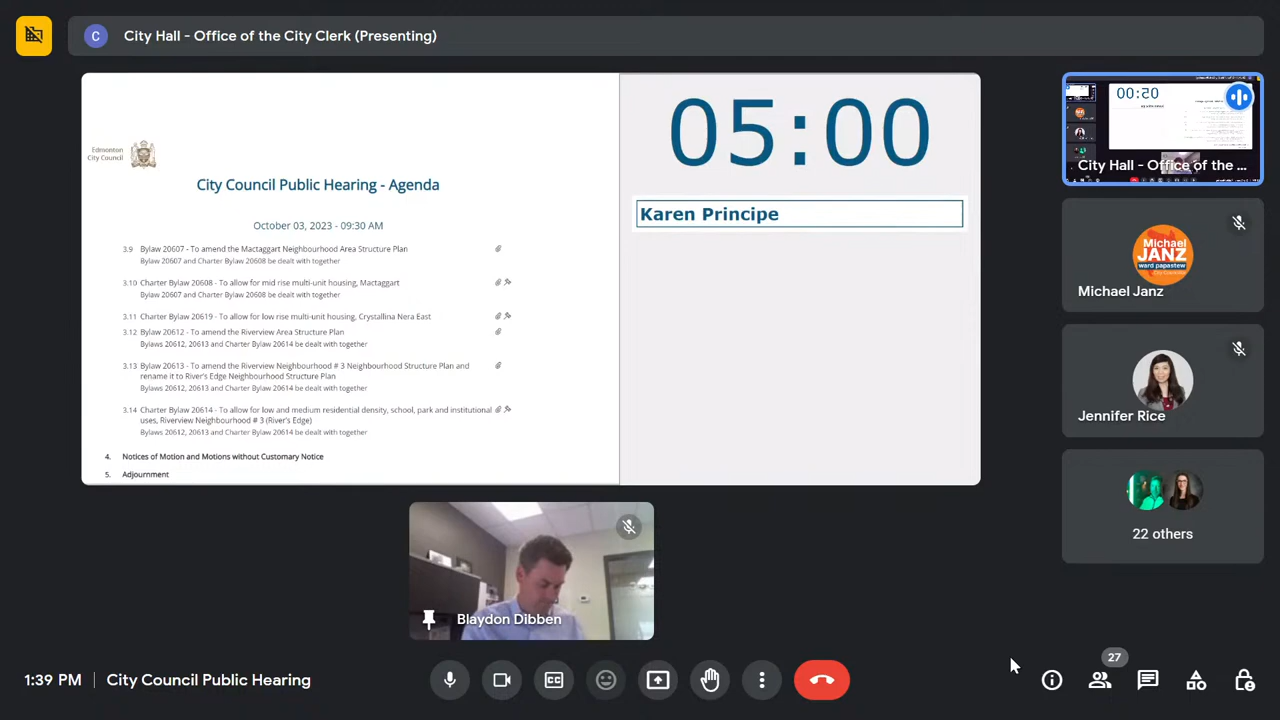 City Hall - Office of the City Clerk (Presenting)
C
Edmonton
City Council
City Council Public Hearing - Agenda
October 03, 2023 - 09:30 AM
3.9 Bylaw 20607 - To amend the Mactaggart Neighbourhood Area Structure Plan
Bylaw 20607 and Charter Bylaw 20608 be dealt with together
3.10 Charter Bylaw 20608 - To allow for mid rise multi-unit housing, Mactaggart
Bylaw 20607 and Charter Bylaw 20608 be dealt with together
3.11 Charter Bylaw 20619 - To allow for low rise multi-unit housing, Crystallina Nera East
3.12 Bylaw 20612 - To amend the Riverview Area Structure Plan
Bylaws 20612, 20613 and Charter Bylaw 20614 be dealt with together
3.13 Bylaw 20613 - To amend the Riverview Neighbourhood # 3 Neighbourhood Structure Plan and
rename it to River's Edge Neighbourhood Structure Plan
Bylaws 20612, 20613 and Charter Bylaw 20614 be dealt with together
3.14 Charter Bylaw 20614 - To allow for low and medium residential density, school, park and institutional
uses, Riverview Neighbourhood # 3 (River's Edge)
Bylaws 20612, 20613 and Charter Bylaw 20614 be dealt with together
4. Notices of Motion and Motions without Customary Notice
5. Adjournment
05:00
Karen Principe
00:50
City Hall - Office of the ...
Michael
JANZ
ward papastew
City Councillor
Michael Janz
Jennifer Rice
22 others
Blaydon Dibben
1:39 PM | City Council Public Hearing
CC
27